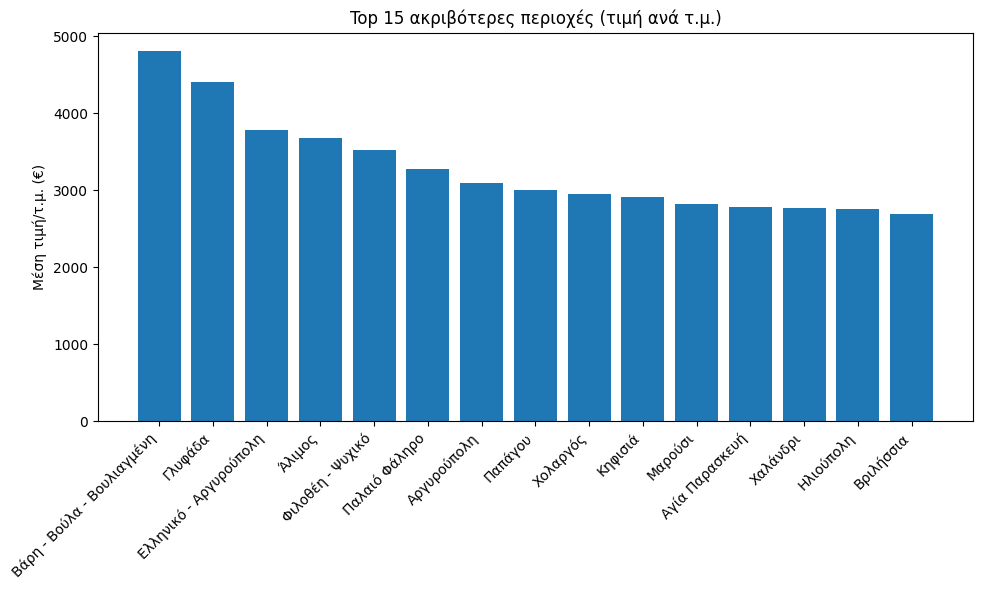 Top 15 ακριβότερες περιοχές (τιμή ανά τ.μ.)
Μέση τιμή/τ.μ. (€)
5000
4000
3000
2000
1000
0
Βάρη - Βούλα - Βουλιαγμένη
Γλυφάδα
Ελληνικό - Αργυρούπολη
Άλιμος
Φιλοθέη - Ψυχικό
Παλαιό Φάληρο
Αργυρούπολη
Παπάγου
Χολαργός
Κηφισιά
Μαρούσι
Αγία Παρασκευή
Χαλάνδρι
Ηλιούπολη
Βριλήσσια